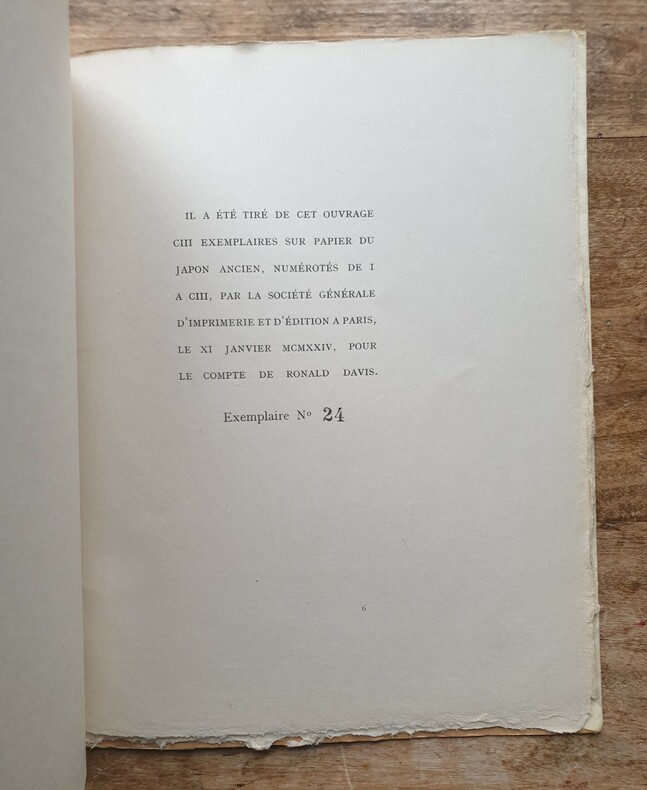 IL A ÉTÉ TIRÉ DE CET OUVRAGE
CIII EXEMPLAIRES SUR PAPIER DU
JAPON ANCIEN, NUMÉROTÉS DE I
A CIII, PAR LA SOCIÉTÉ GÉNÉRALE
D'IMPRIMERIE ET D'ÉDITION A PARIS,
LE XI JANVIER MCMXXIV, POUR
LE COMPTE DE RONALD DAVIS.
Exemplaire Nº 24
6